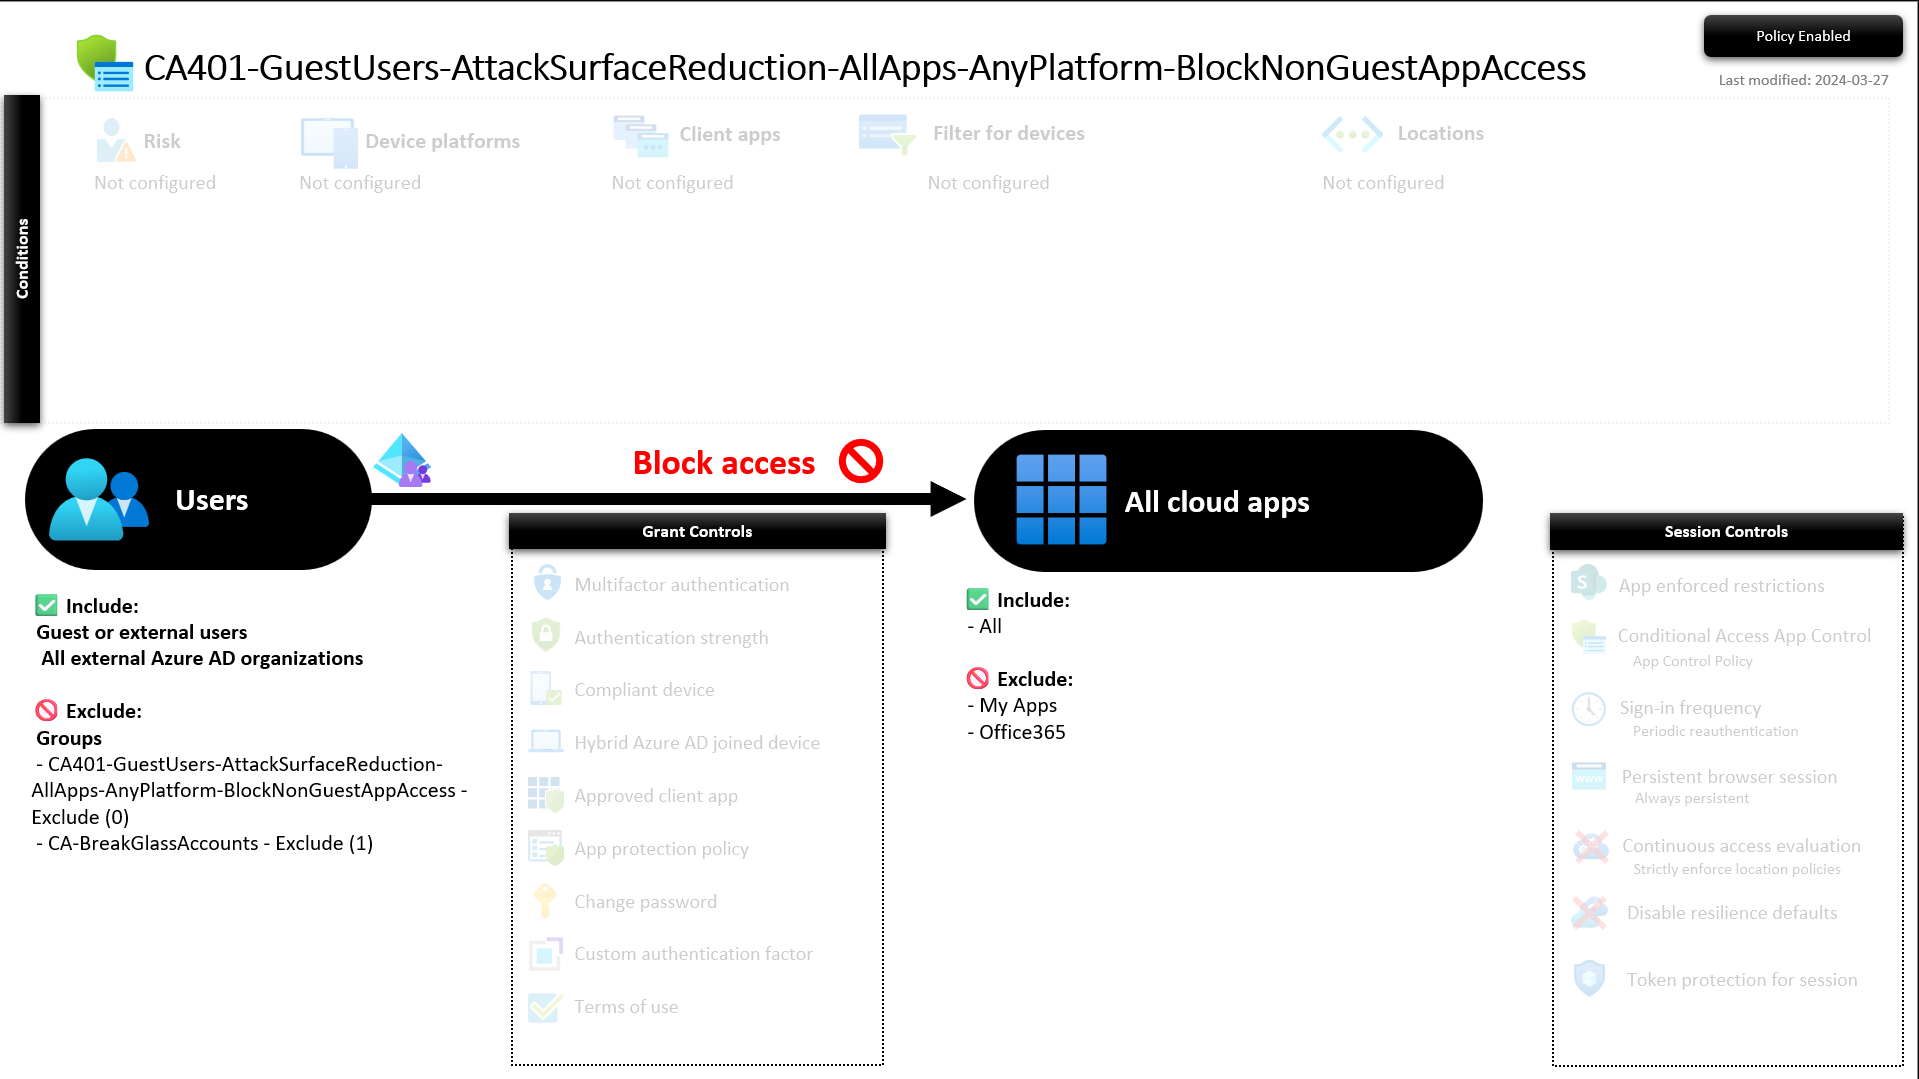 CA401-GuestUsers-AttackSurfaceReduction-AllApps-AnyPlatform-BlockNonGuestAppAccess
Policy Enabled
Last modified: 2024-03-27
Conditions
Risk
Not configured
Device platforms
Not configured
Client apps
Not configured
Filter for devices
Not configured
Locations
Not configured
Users
Block access
All cloud apps
Include:
Guest or external users
All external Azure AD organizations
Exclude:
Groups
- CA401-GuestUsers-AttackSurfaceReduction-
AllApps-AnyPlatform-BlockNonGuestAppAccess -
Exclude (0)
- CA-BreakGlassAccounts - Exclude (1)
Grant Controls
Multifactor authentication
Authentication strength
Compliant device
Hybrid Azure AD joined device
Approved client app
App protection policy
Change password
Custom authentication factor
Terms of use
Include:
- All
Exclude:
- My Apps
- Office365
Session Controls
S
App enforced restrictions
Conditional Access App Control
App Control Policy
Sign-in frequency
Periodic reauthentication
www
Persistent browser session
Always persistent
Continuous access evaluation
Strictly enforce location policies
Disable resilience defaults
Token protection for session